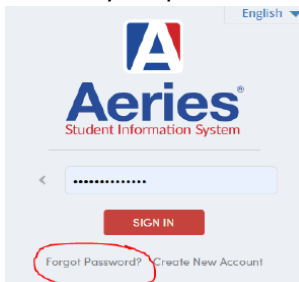 English
A
Aeries®
Student Information System
<
••••••••••••••
SIGN IN
Forgot Password? Create New Account